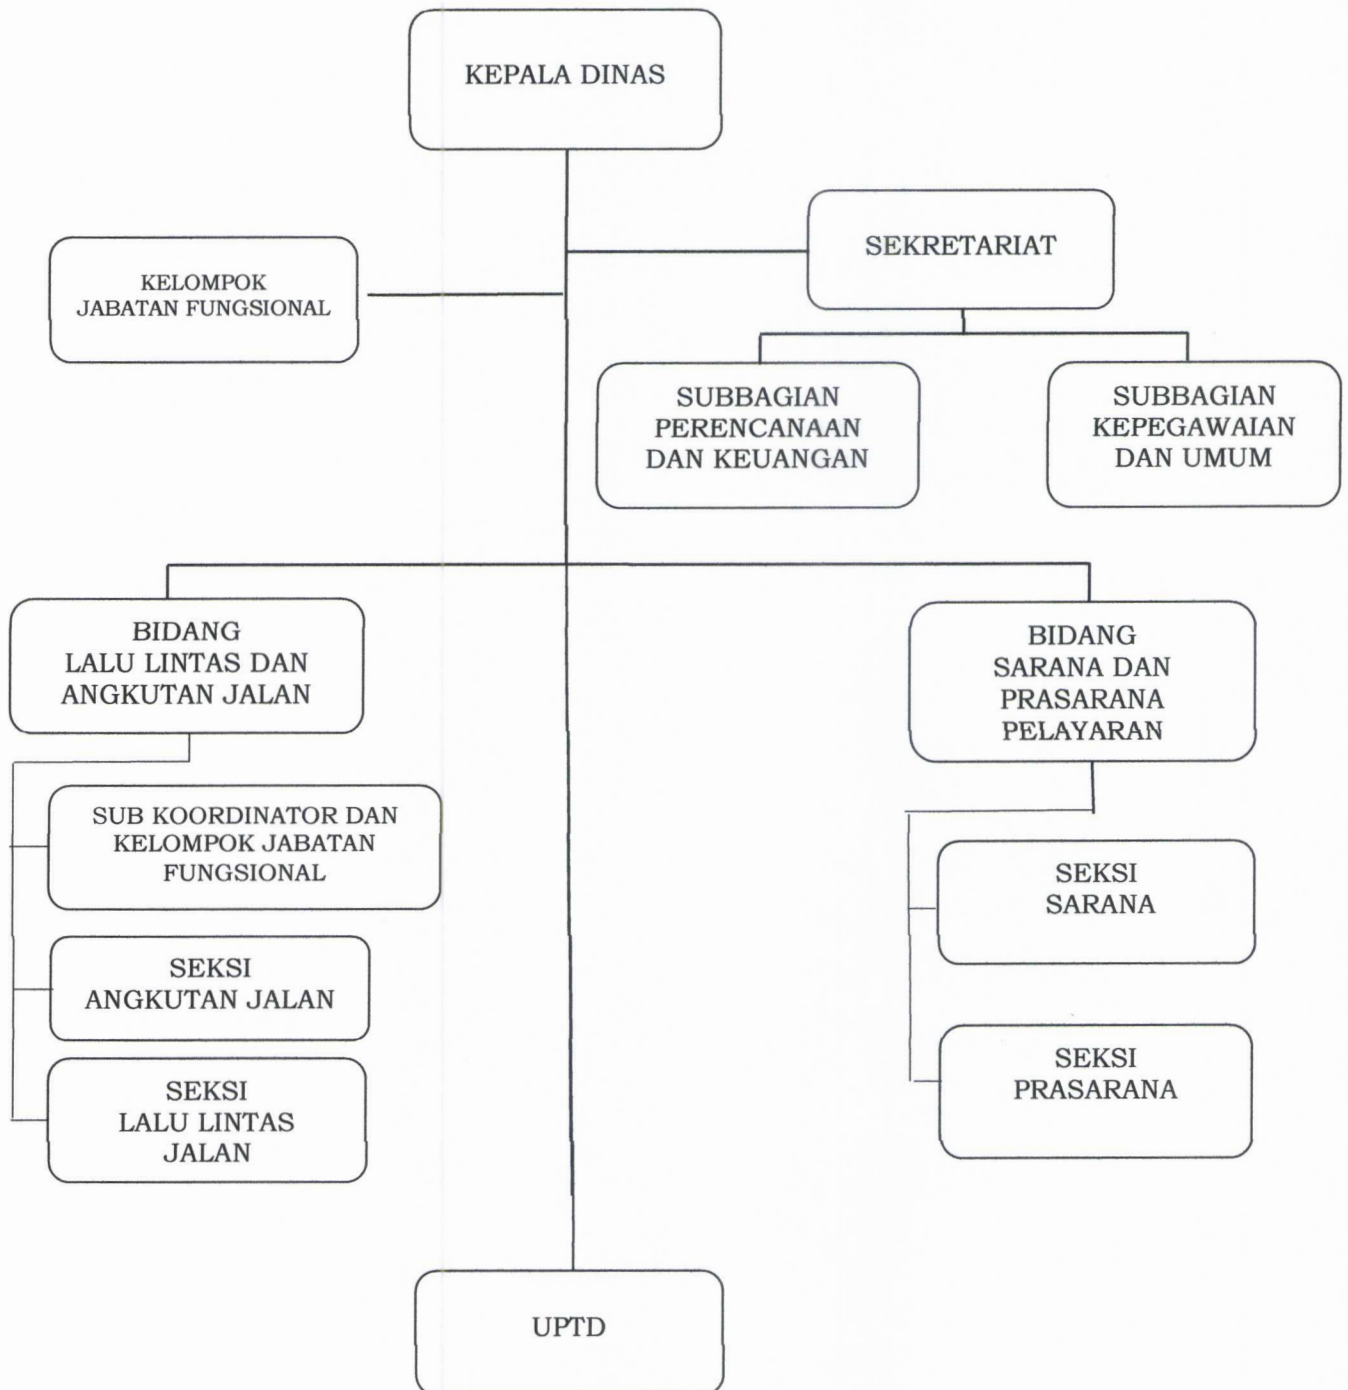 KEPALA DINAS
SEKRETARIAT
KELOMPOK
JABATAN FUNGSIONAL
SUBBAGIAN
PERENCANAAN
DAN KEUANGAN
SUBBAGIAN
KEPEGAWAIAN
DAN UMUM
BIDANG
LALU LINTAS DAN
ANGKUTAN JALAN
BIDANG
SARANA DAN
PRASARANA
PELAYARAN
SUB KOORDINATOR DAN
KELOMPOK JABATAN
FUNGSIONAL
SEKSI
ANGKUTAN JALAN
SEKSI
LALU LINTAS
JALAN
SEKSI
SARANA
SEKSI
PRASARANA
UPTD